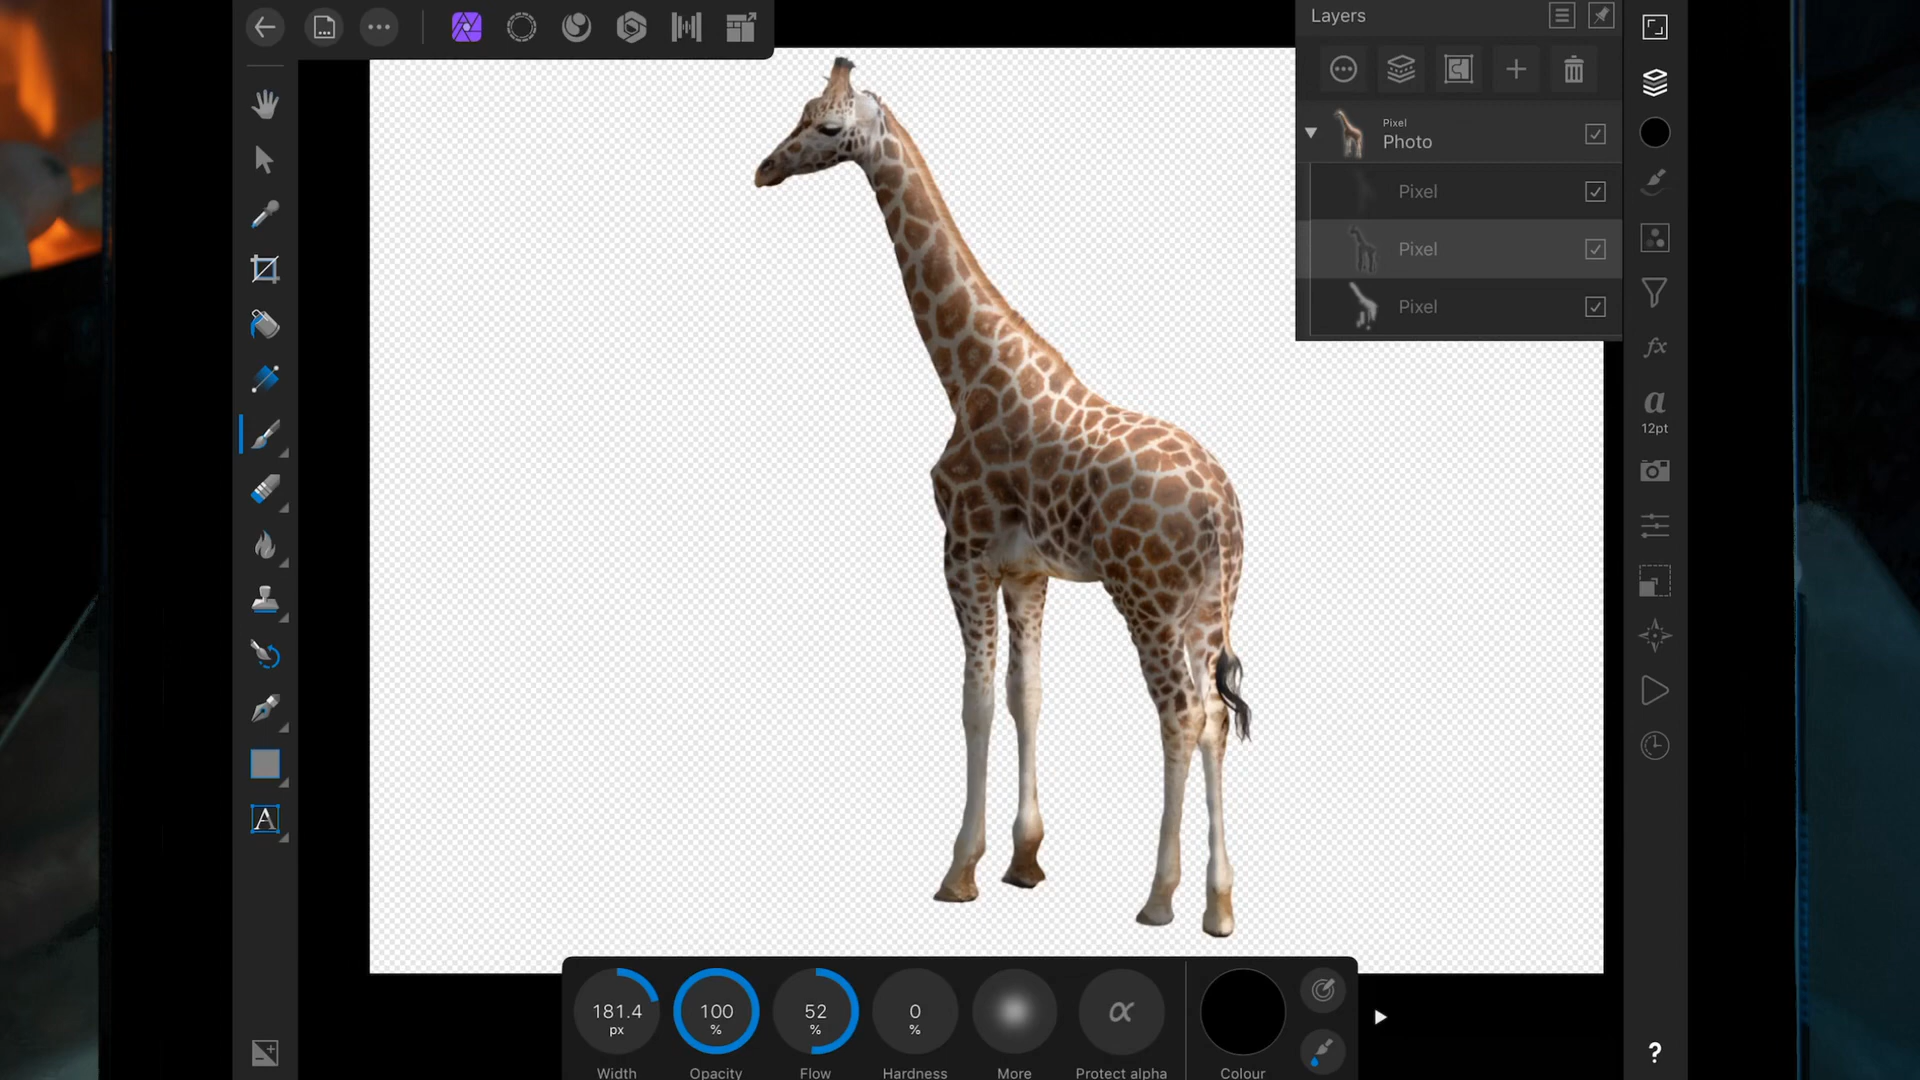 Layers
Pixel
Photo
Pixel
Pixel
Pixel
fx
a
12pt
A
181.4
px
100
%
52
%
0
%
α
Width
Opacity
Flow
Hardness
More
Protect alpha
Colour
?